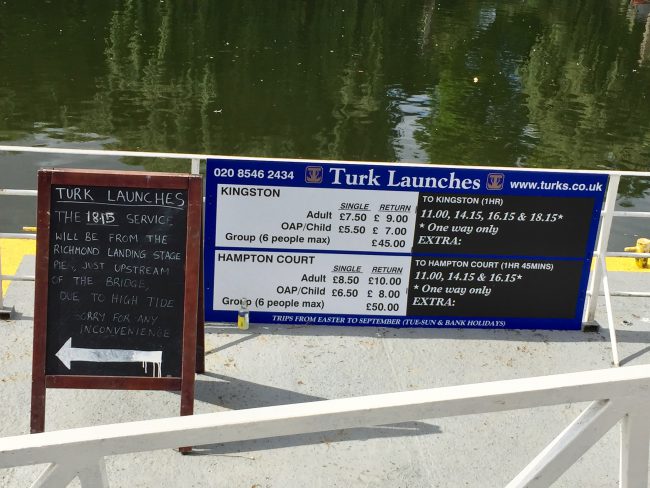 TURK LAUNCHES
THE 1815 SERVICE
WILL BE FROM THE
RICHMOND LANDING STAGE
PIER, JUST UPSTREAM
OF THE BRIDGE,
DUE TO HIGH TIDE
SORRY FOR ANY
INCONVENIENCE
020 8546 2434 Turk Launches www.turks.co.uk
KINGSTON
SINGLE RETURN
Adult £7.50 £ 9.00
OAP/Child £5.50 £ 7.00
Group (6 people max) £45.00
HAMPTON COURT
SINGLE RETURN
Adult £8.50 £10.00
OAP/Child £6.50 £ 8.00
Group (6 people max) £50.00
TO KINGSTON (1HR)
11.00, 14.15, 16.15 & 18.15*
* One way only
EXTRA:
TO HAMPTON COURT (1HR 45MINS)
11.00, 14.15 & 16.15*
* One way only
EXTRA:
TRIPS FROM EASTER TO SEPTEMBER (TUE-SUN & BANK HOLIDAYS)